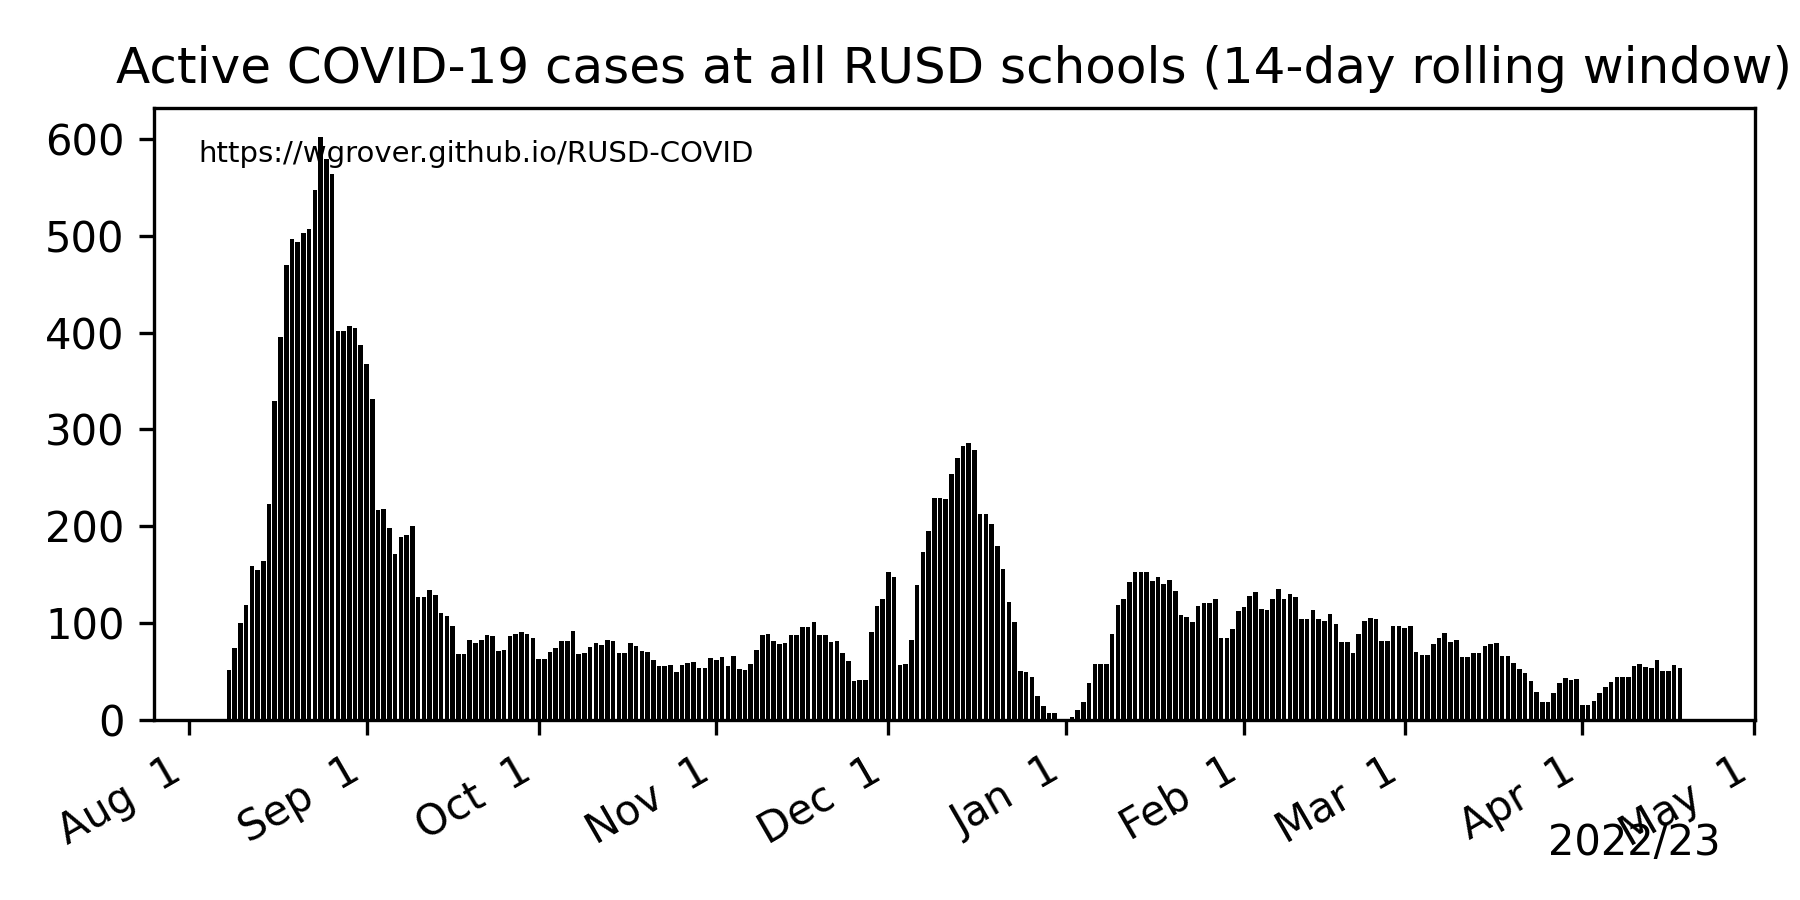 Active COVID-19 cases at all RUSD schools (14-day rolling window)
https://wgrover.github.io/RUSD-COVID
600
500
400
300
200
100
0
Aug 1 Sep 1 Oct 1 Nov 1 Dec 1 Jan 1 Feb 1 Mar 1 Apr 1 May 1
2022/23